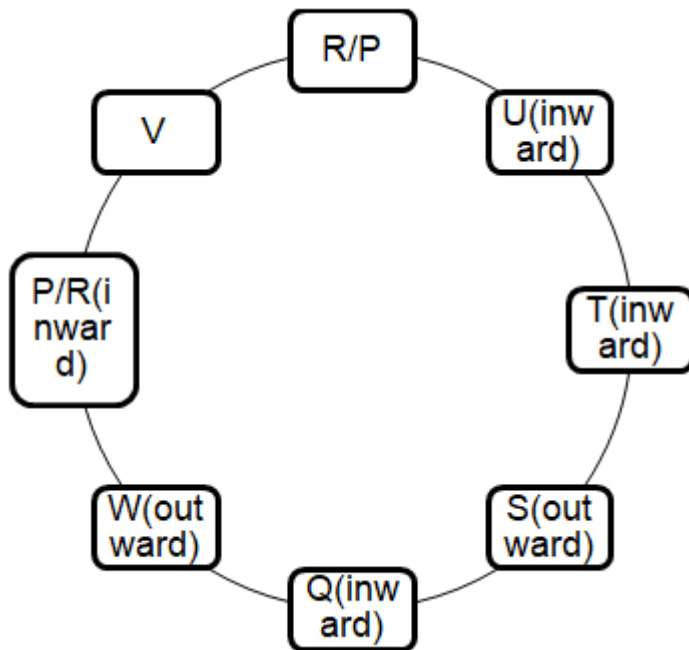 R/P
U(inw
ard)
T(inw
ard)
S(out
ward)
Q(inw
ard)
W(out
ward)
P/R(i
nwar
d)
V